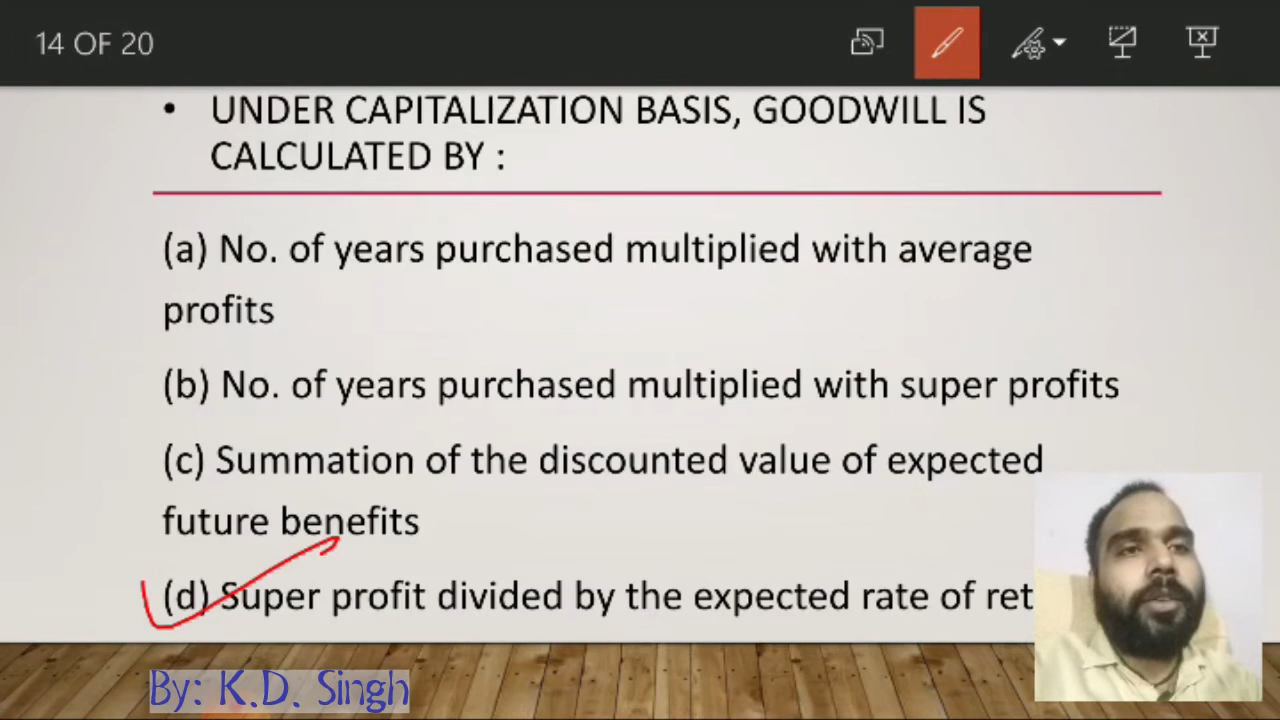 14 OF 20
• UNDER CAPITALIZATION BASIS, GOODWILL IS
CALCULATED BY :
(a) No. of years purchased multiplied with average
profits
(b) No. of years purchased multiplied with super profits
(c) Summation of the discounted value of expected
future benefits
(d) Super profit divided by the expected rate of ret
By: K.D. Singh